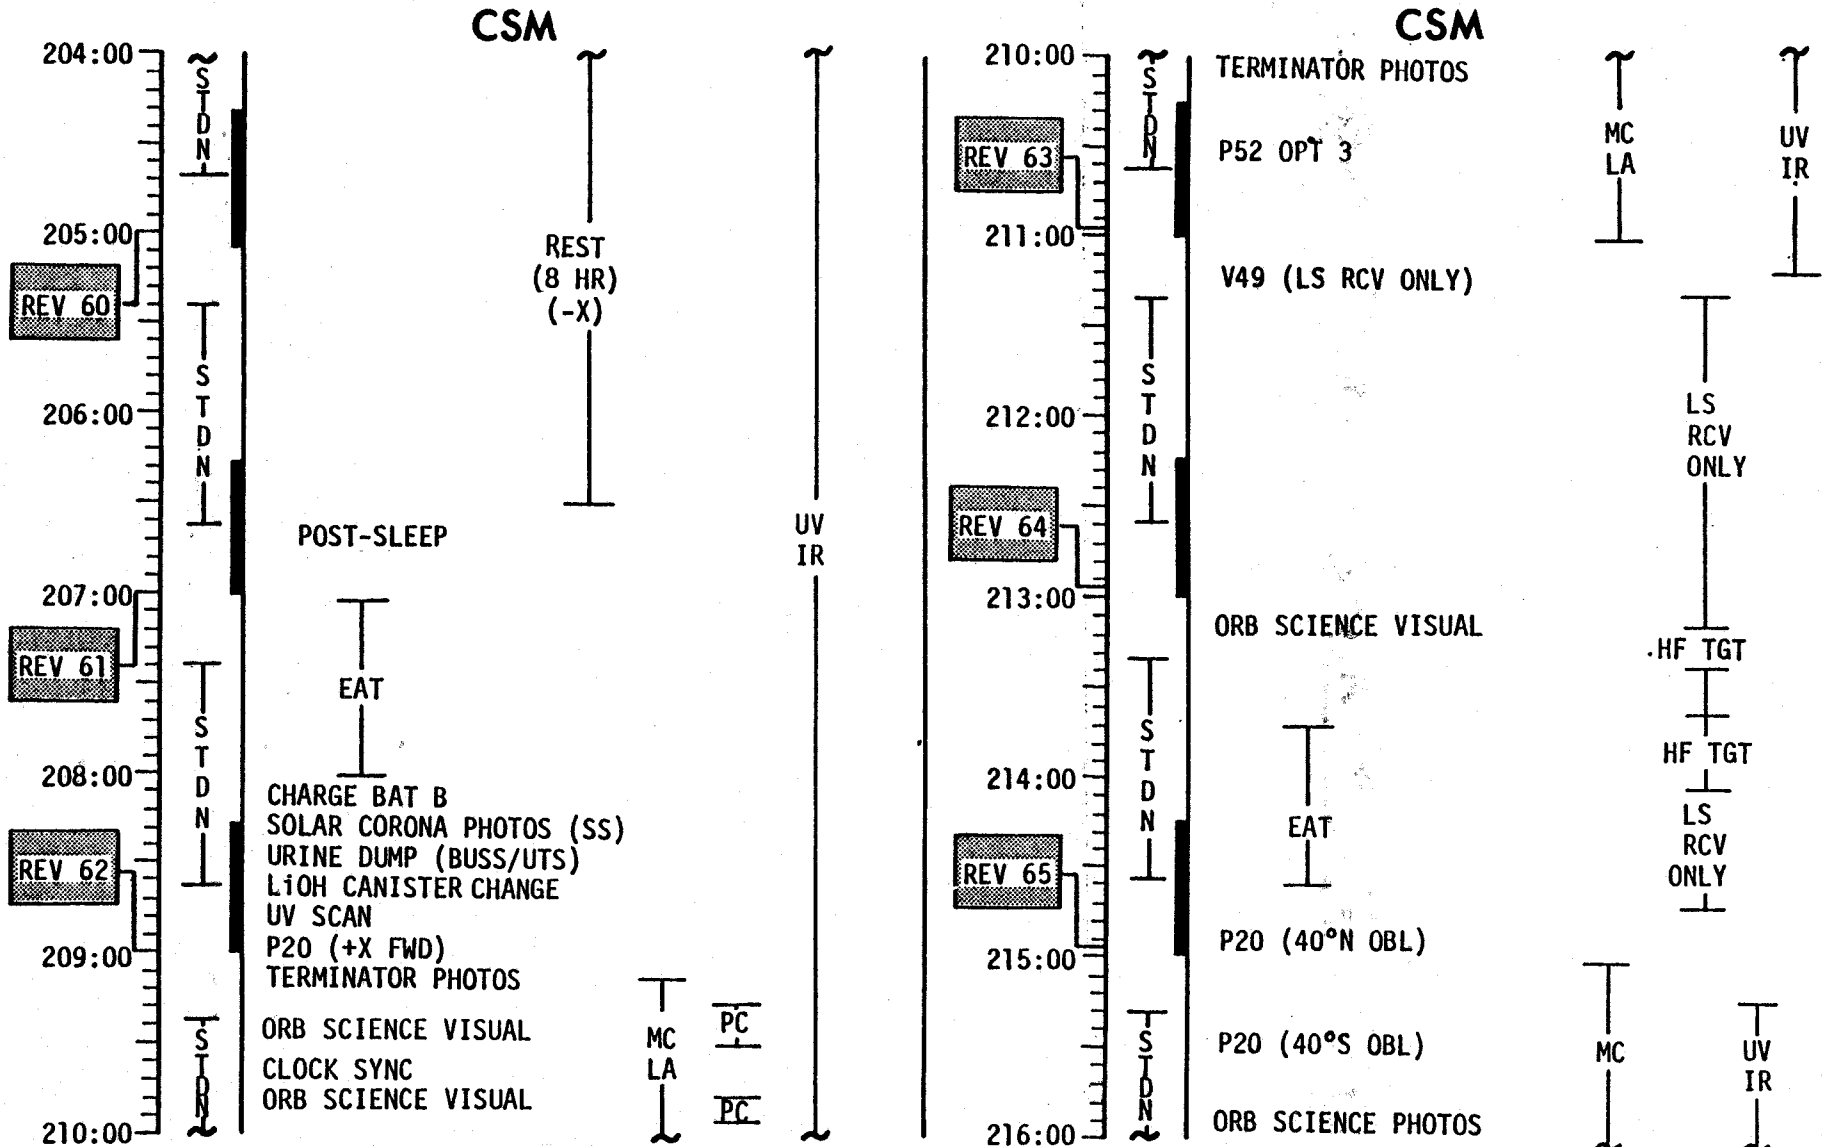 CSM
204:00
STDN
205:00
REST
(8 HR)
(-X)
REV 60
STDN
206:00
UV
IR
POST-SLEEP
207:00
REV 61
EAT
STDN
208:00
CHARGE BAT B
SOLAR CORONA PHOTOS (SS)
URINE DUMP (BUSS/UTS)
REV 62
LiOH CANISTER CHANGE
UV SCAN
P20 (+X FWD)
209:00
TERMINATOR PHOTOS
ORB SCIENCE VISUAL
PC
STDN
MC
LA
CLOCK SYNC
ORB SCIENCE VISUAL
PC
210:00
CSM
210:00
TERMINATOR PHOTOS
STDN
MC
LA
UV
IR
REV 63
P52 OPT 3
211:00
V49 (LS RCV ONLY)
STDN
212:00
LS
RCV
ONLY
REV 64
213:00
ORB SCIENCE VISUAL
HF TGT
STDN
HF TGT
214:00
EAT
LS
RCV
ONLY
REV 65
P20 (40°N OBL)
215:00
P20 (40°S OBL)
STDN
MC
UV
IR
ORB SCIENCE PHOTOS
216:00